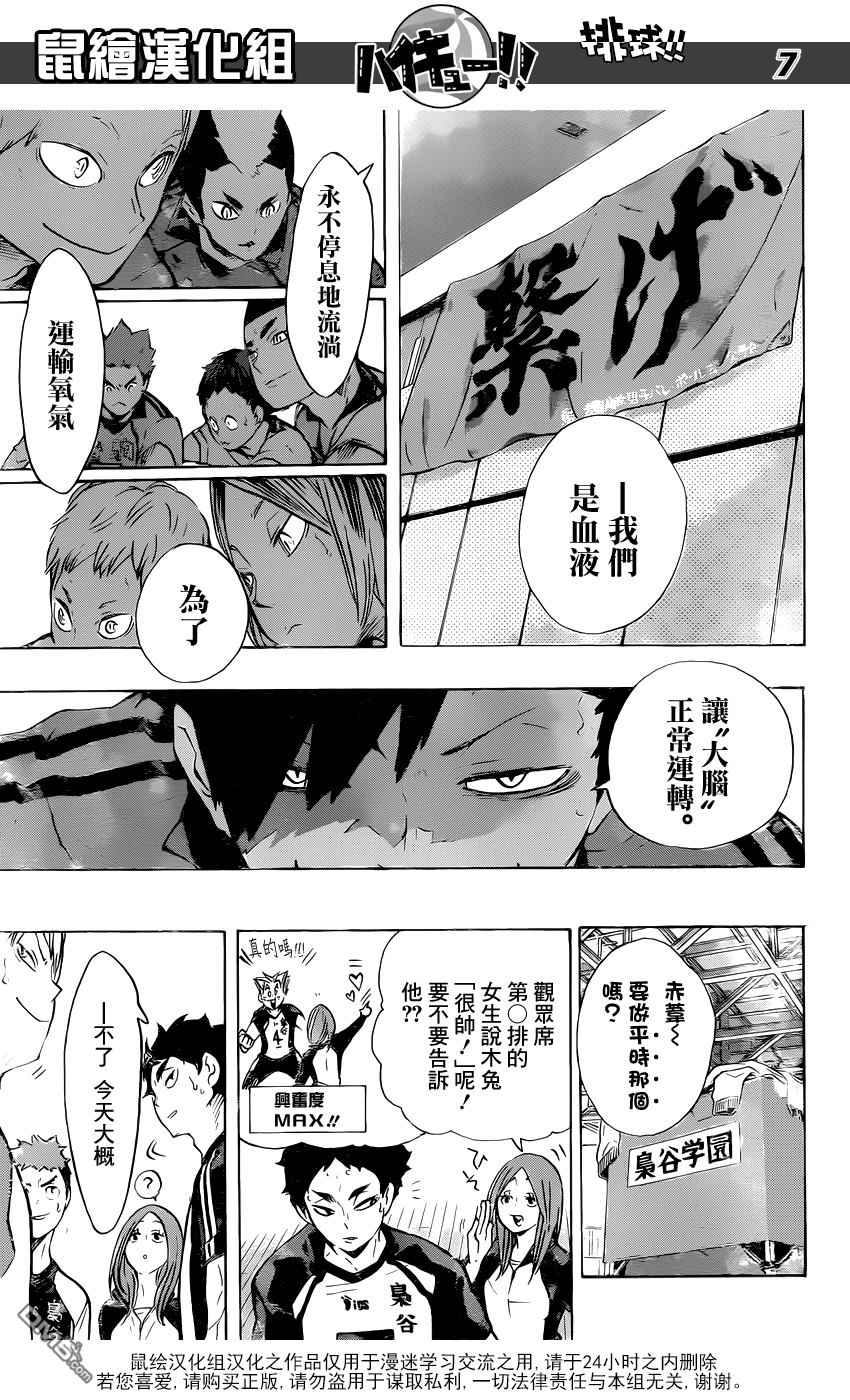 鼠繪漢化組
ハイキュー!!
排球!!
7
繋げ
—我們
是血液
永不停息地流淌
運輸氧氣
為了
讓"大腦"
正常運轉。
赤葦~
要做平時那個
嗎?
梟谷学園
觀眾席
第○排的
女生說木兔
「很帥!」呢!
要不要告訴
他??
真的嗎!!!
4
興奮度
MAX!!
梟谷
—不了 今天大概
?
梟
DM5.com
鼠绘汉化组汉化之作品仅用于漫迷学习交流之用, 请于24小时之内删除
若您喜爱, 请购买正版, 请勿盗用于谋取私利, 一切法律责任与本组无关, 谢谢。